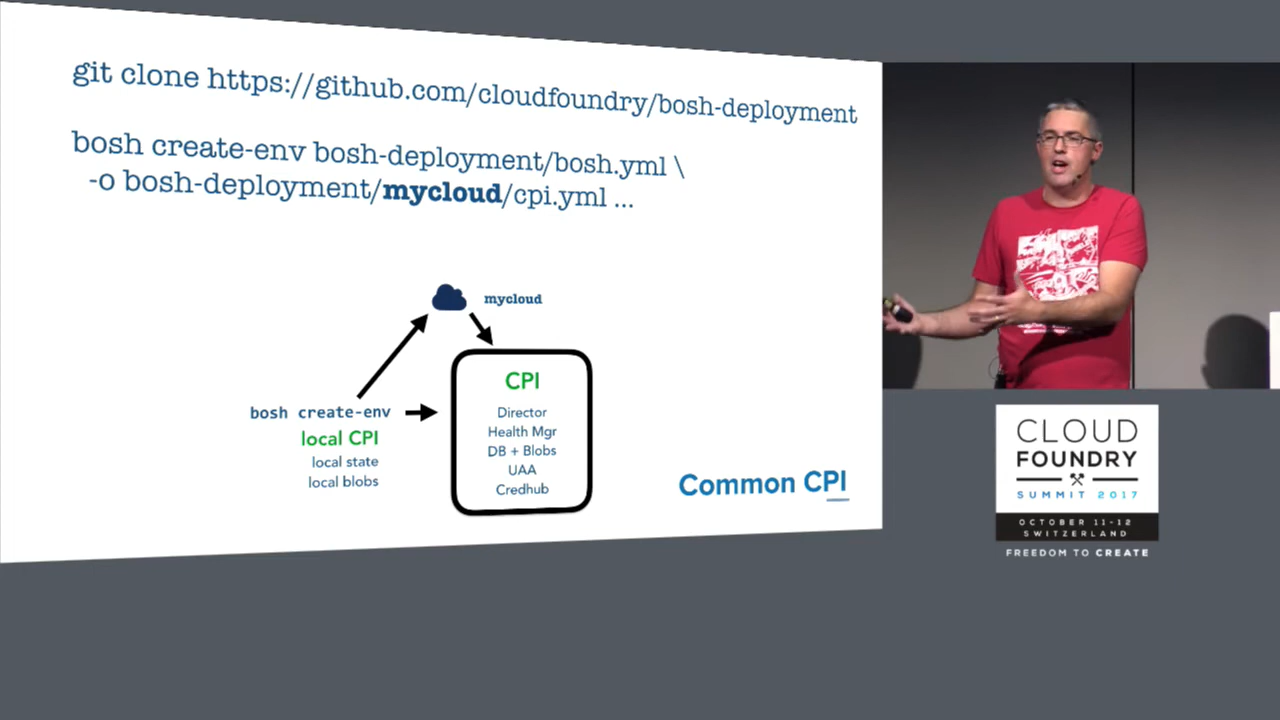 git clone https://github.com/cloudfoundry/bosh-deployment
bosh create-env bosh-deployment/bosh.yml \
-o bosh-deployment/mycloud/cpi.yml ...
mycloud
CPI
Director
Health Mgr
DB + Blobs
UAA
Credhub
bosh create-env
local CPI
local state
local blobs
Common CPI
CLOUD
FOUNDRY
SUMMIT 2017
OCTOBER 11-12
SWITZERLAND
FREEDOM TO CREATE